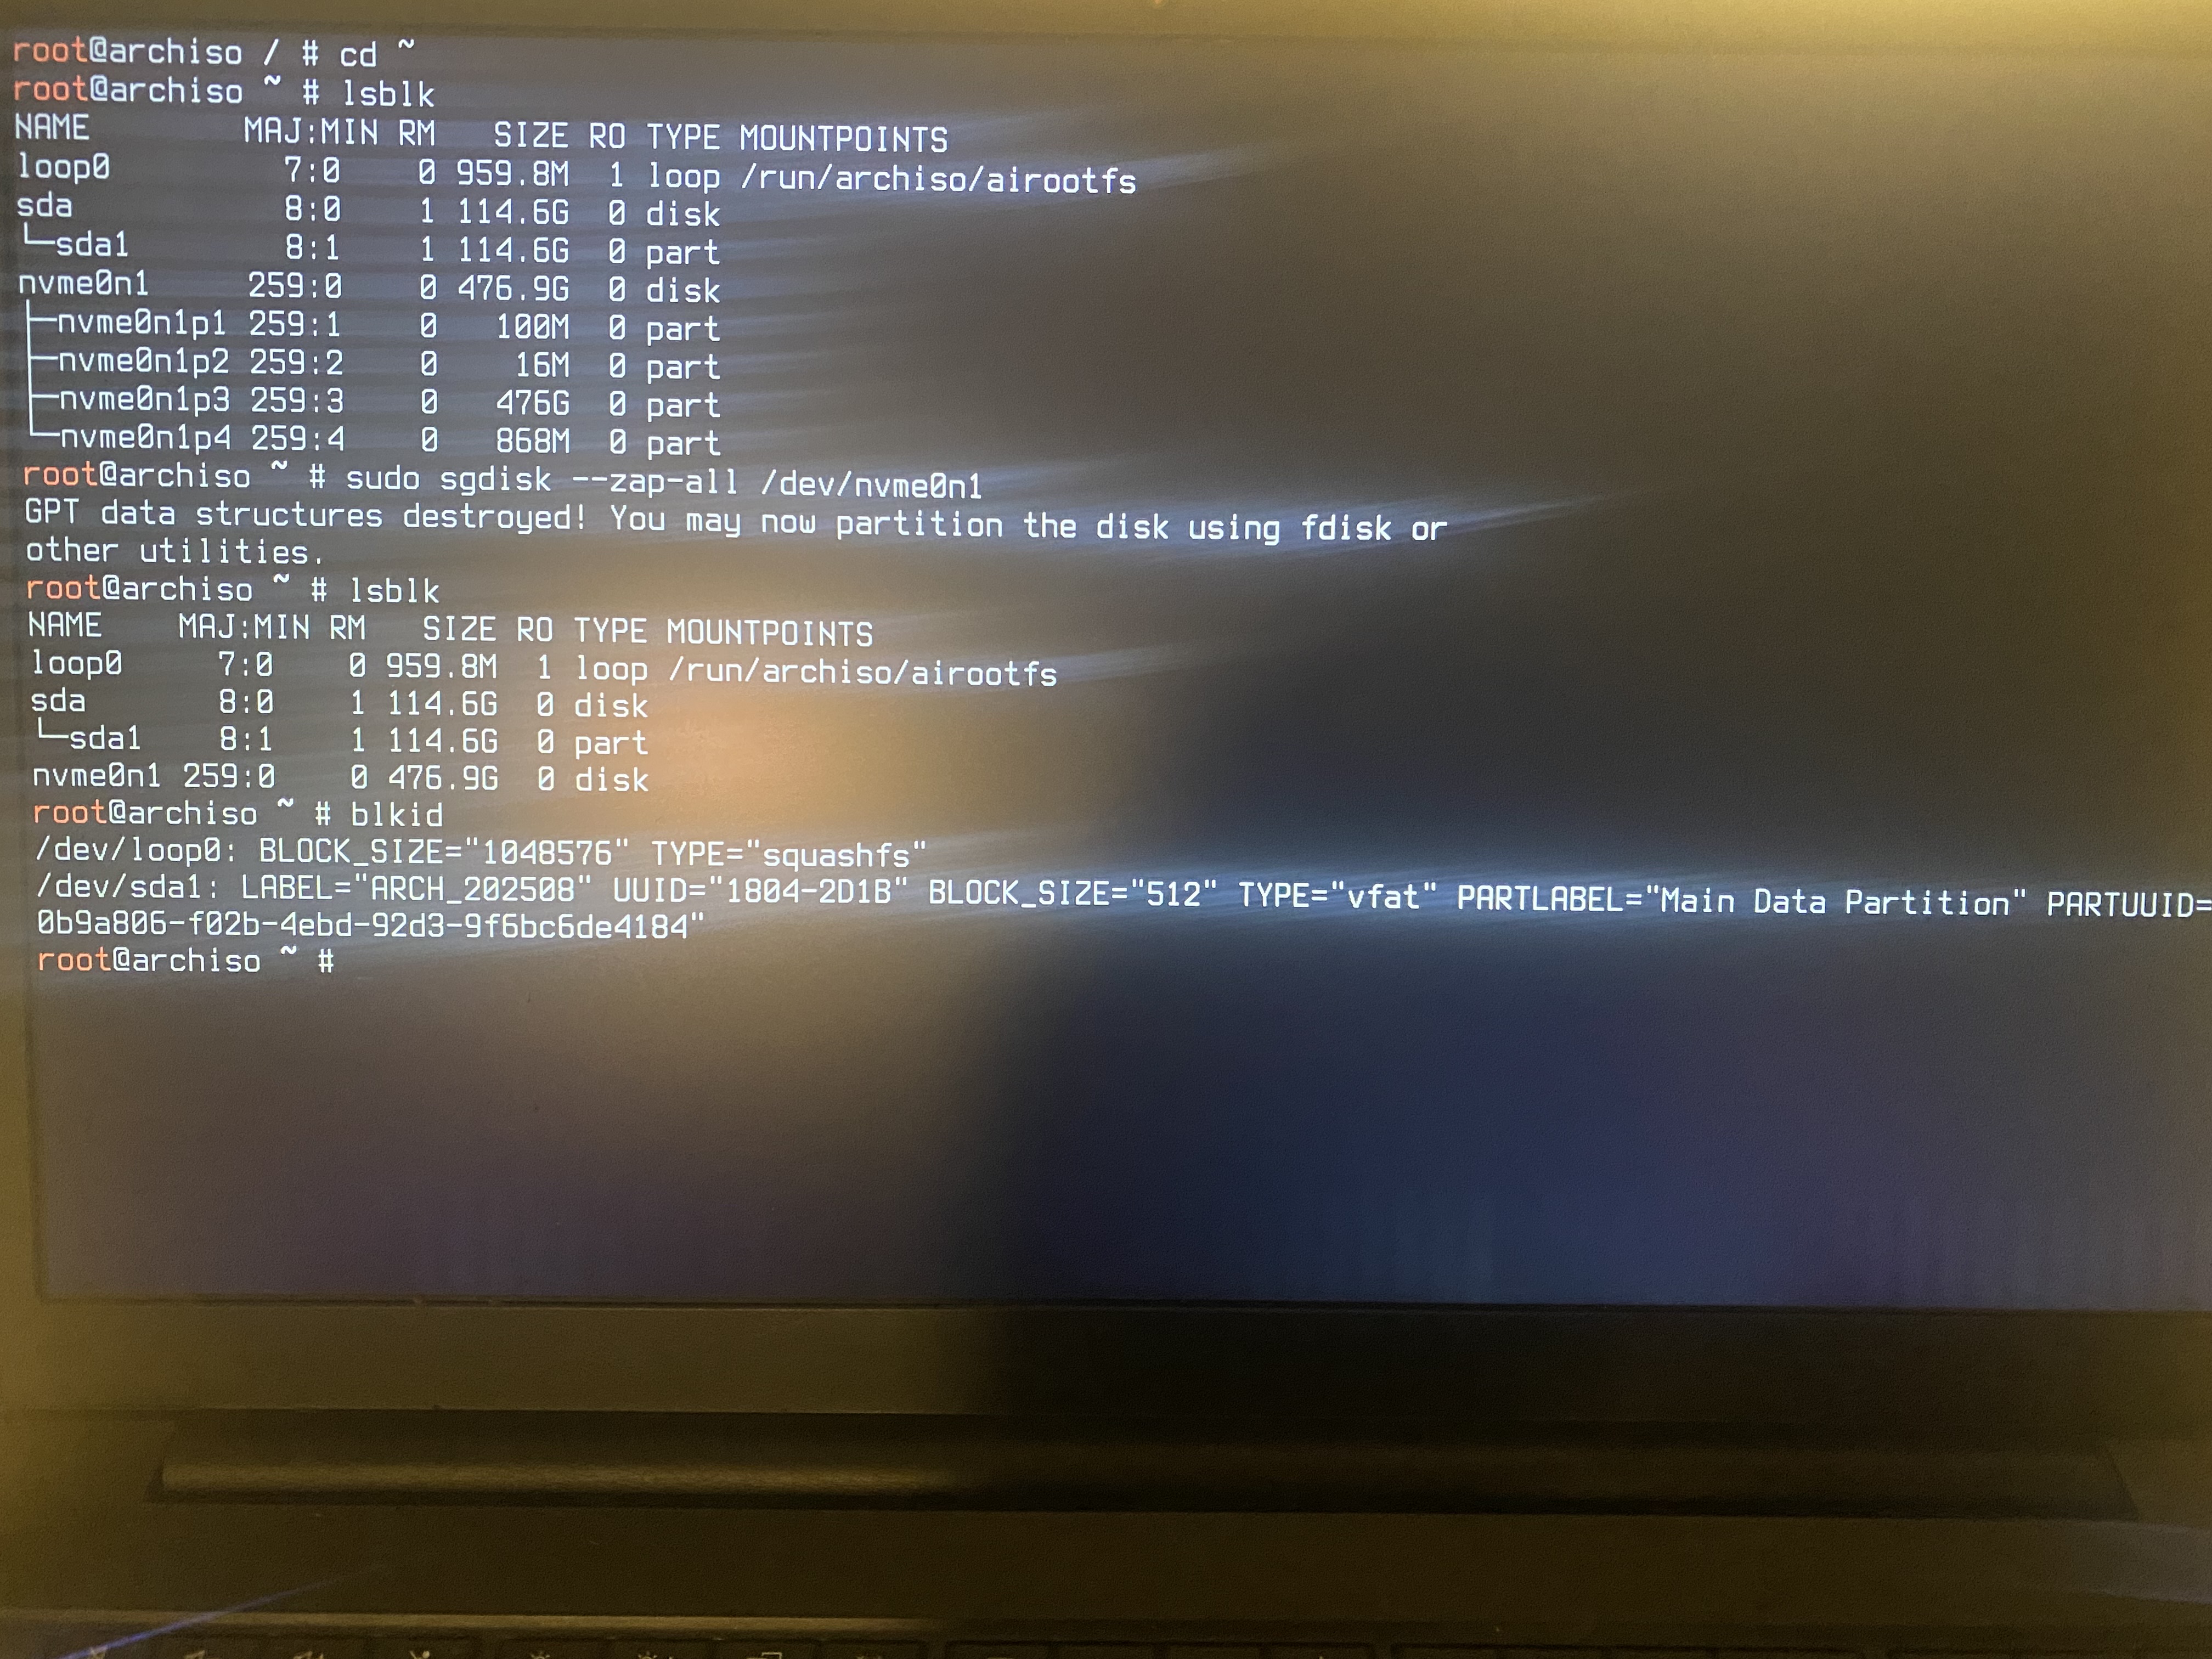 root@archiso / # cd ~
root@archiso ~ # lsblk
NAME        MAJ:MIN RM   SIZE RO TYPE MOUNTPOINTS
loop0         7:0    0 959.8M  1 loop /run/archiso/airootfs
sda           8:0    1 114.6G  0 disk
└─sda1        8:1    1 114.6G  0 part
nvme0n1     259:0    0 476.9G  0 disk
├─nvme0n1p1 259:1    0   100M  0 part
├─nvme0n1p2 259:2    0    16M  0 part
├─nvme0n1p3 259:3    0   476G  0 part
└─nvme0n1p4 259:4    0   868M  0 part
root@archiso ~ # sudo sgdisk --zap-all /dev/nvme0n1
GPT data structures destroyed! You may now partition the disk using fdisk or
other utilities.
root@archiso ~ # lsblk
NAME    MAJ:MIN RM   SIZE RO TYPE MOUNTPOINTS
loop0     7:0    0 959.8M  1 loop /run/archiso/airootfs
sda       8:0    1 114.6G  0 disk
└─sda1    8:1    1 114.6G  0 part
nvme0n1 259:0    0 476.9G  0 disk
root@archiso ~ # blkid
/dev/loop0: BLOCK_SIZE="1048576" TYPE="squashfs"
/dev/sda1: LABEL="ARCH_202508" UUID="1804-2D1B" BLOCK_SIZE="512" TYPE="vfat" PARTLABEL="Main Data Partition" PARTUUID=
0b9a806-f02b-4ebd-92d3-9f6bc6de4184"
root@archiso ~ #